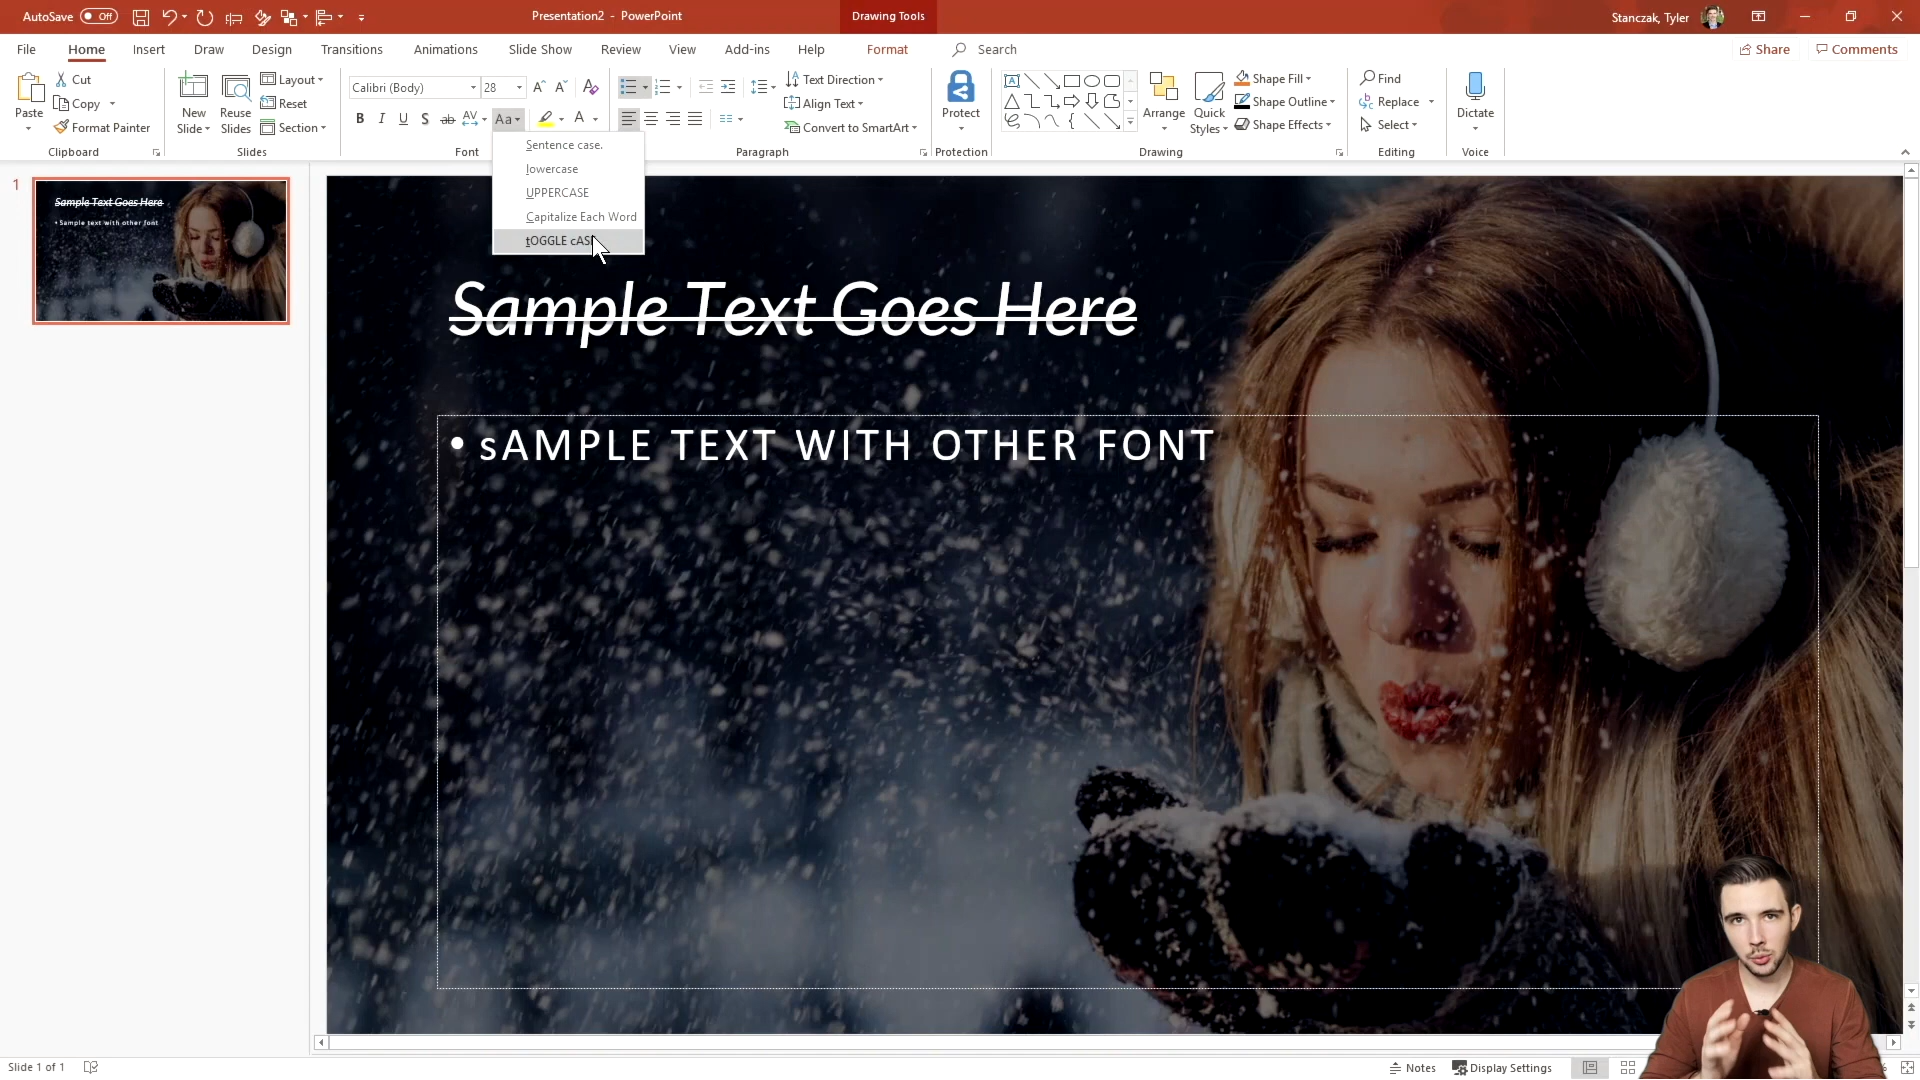 AutoSave Off
Presentation2 - PowerPoint
Drawing Tools
Stanczak, Tyler
File Home Insert Draw Design Transitions Animations Slide Show Review View Add-ins Help Format Search Share Comments
Paste
Cut
Copy
Format Painter
Clipboard
New Slide
Reuse Slides
Layout
Reset
Section
Slides
Calibri (Body) 28
B I U S ab AV Aa A
Font
Text Direction
Align Text
Convert to SmartArt
Paragraph
Protect
Protection
Arrange
Quick Styles
Shape Fill
Shape Outline
Shape Effects
Drawing
Find
Replace
Select
Editing
Dictate
Voice
Sentence case.
lowercase
UPPERCASE
Capitalize Each Word
tOGGLE
1
Sample Text Goes Here
• Sample text with other font
Sample Text Goes Here
• sAMPLE TEXT WITH OTHER FONT
Slide 1 of 1
Notes
Display Settings